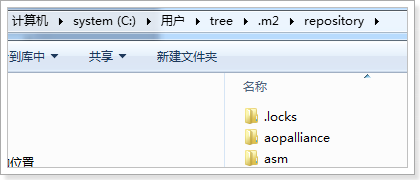 计算机 ▸ system (C:) ▸ 用户 ▸ tree ▸ .m2 ▸ repository ▸
到库中 ▾ 共享 ▾ 新建文件夹
名称
.locks
aopalliance
asm
位置